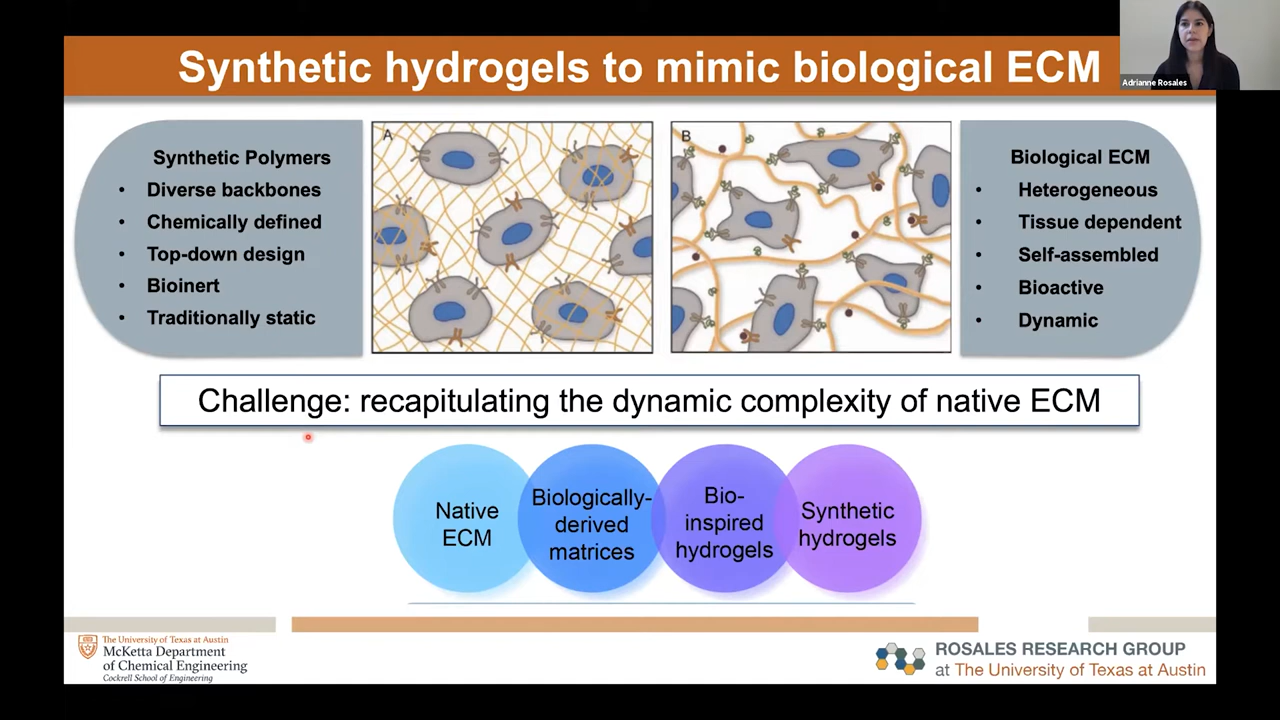 Synthetic hydrogels to mimic biological ECM
Adrianne Rosales
Synthetic Polymers
• Diverse backbones
• Chemically defined
• Top-down design
• Bioinert
• Traditionally static
A
B
Biological ECM
• Heterogeneous
• Tissue dependent
• Self-assembled
• Bioactive
• Dynamic
Challenge: recapitulating the dynamic complexity of native ECM
Native
ECM
Biologically-
derived
matrices
Bio-
inspired
hydrogels
Synthetic
hydrogels
The University of Texas at Austin
McKetta Department
of Chemical Engineering
Cockrell School of Engineering
ROSALES RESEARCH GROUP
at The University of Texas at Austin